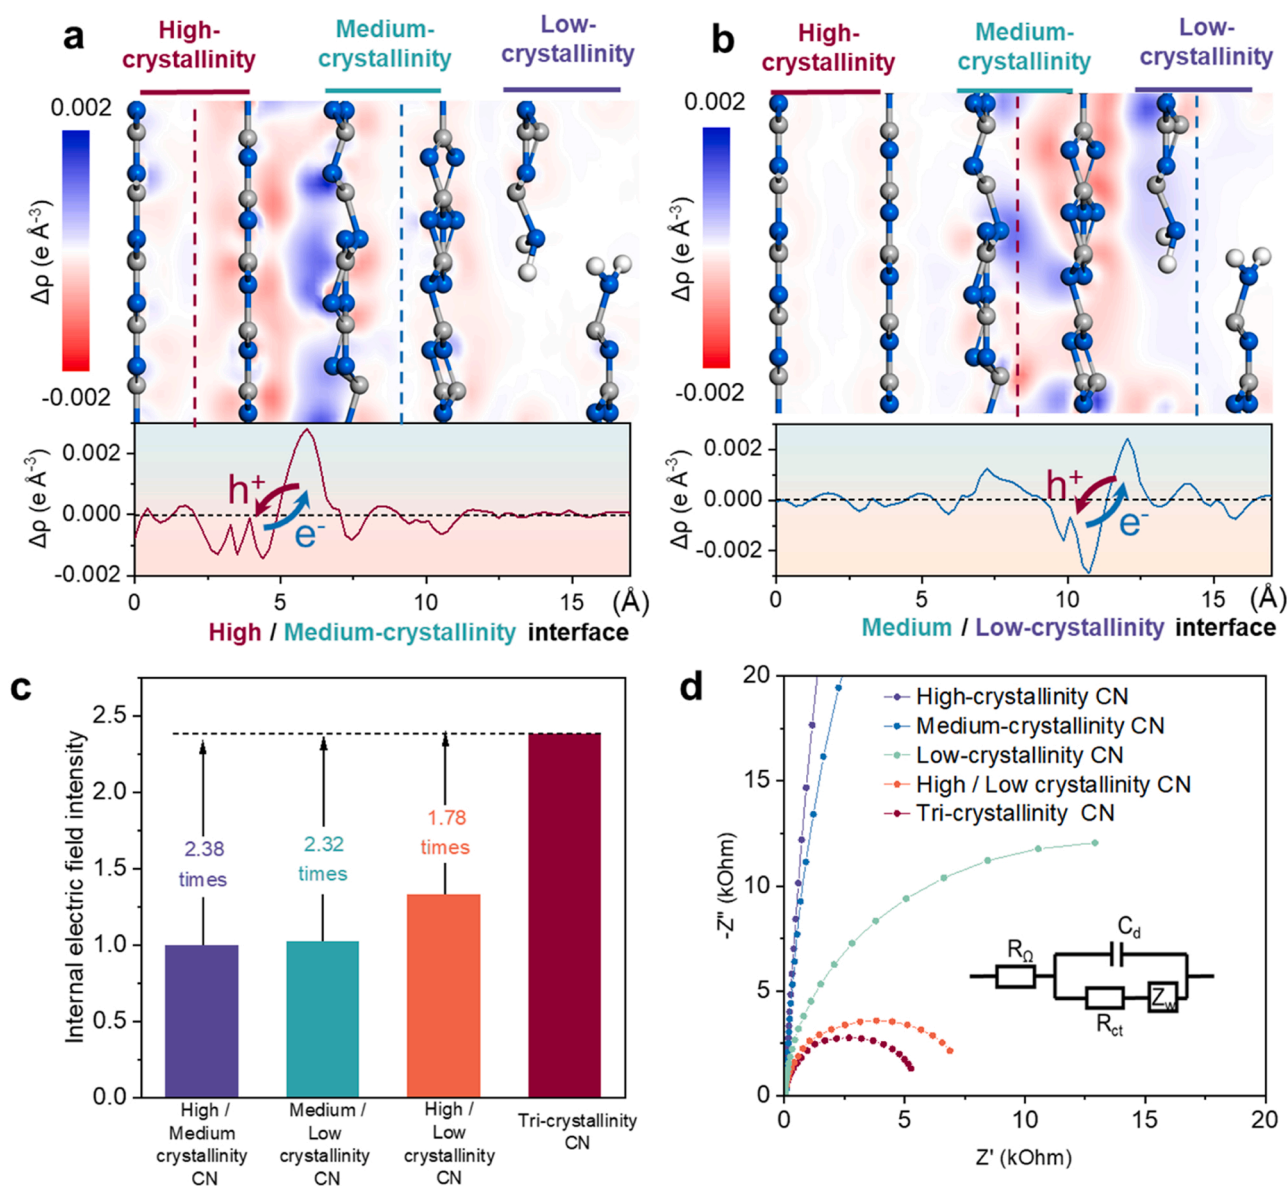 a
High-
crystallinity
Medium-
crystallinity
Low-
crystallinity
0.002
Δρ (e Å⁻³)
-0.002
0.002
0.000
-0.002
Δρ (e Å⁻³)
h⁺
e⁻
0
5
10
15
(Å)
High / Medium-crystallinity interface
b
High-
crystallinity
Medium-
crystallinity
Low-
crystallinity
0.002
Δρ (e Å⁻³)
-0.002
0.002
0.000
-0.002
Δρ (e Å⁻³)
h⁺
e⁻
0
5
10
15
(Å)
Medium / Low-crystallinity interface
c
Internal electric field intensity
2.5
2.0
1.5
1.0
0.5
0.0
2.38
times
2.32
times
1.78
times
High /
Medium
crystallinity
CN
Medium /
Low
crystallinity
CN
High /
Low
crystallinity
CN
Tri-crystallinity
CN
d
-Z" (kOhm)
20
15
10
5
0
High-crystallinity CN
Medium-crystallinity CN
Low-crystallinity CN
High / Low crystallinity CN
Tri-crystallinity CN
R_Ω
C_d
R_ct
Z_w
0
5
10
15
20
Z' (kOhm)